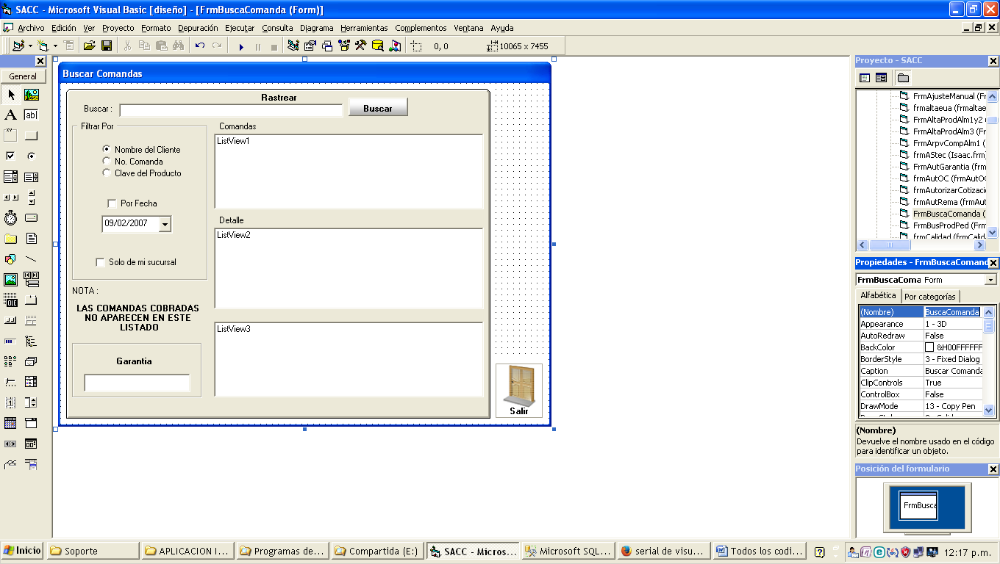 SACC - Microsoft Visual Basic [diseño] - [FrmBuscaComanda (Form)]
Archivo Edición Ver Proyecto Formato Depuración Ejecutar Consulta Diagrama Herramientas Complementos Ventana Ayuda
0, 0 10065 x 7455
General
A ab|
xy
OLE
Buscar Comandas
Rastrear
Buscar : Buscar
Filtrar Por
Nombre del Cliente
No. Comanda
Clave del Producto
Por Fecha
09/02/2007
Solo de mi sucursal
NOTA :
LAS COMANDAS COBRADAS
NO APARECEN EN ESTE
LISTADO
Garantia
Comandas
ListView1
Detalle
ListView2
ListView3
Salir
Proyecto - SACC
FrmAjusteManual (Fr
frmaltaeua (frmaltae
FrmAltaProdAlm1y2 (
FrmAltaProdAlm3 (Fr
FrmArpvCompAlm1 (
frmAStec (Isaac.frm)
FrmAutGarantia (frm
frmAutOC (frmAutOC
frmAutorizarCotizaci
frmAutRema (frmAut
FrmBuscaComanda (
FrmBusProdPed (Frm
frmCalidad (frmCalid
Propiedades - FrmBuscaComand
FrmBuscaComa Form
Alfabética Por categorías
(Nombre) BuscaComanda
Appearance 1 - 3D
AutoRedraw False
BackColor &H00FFFFFF
BorderStyle 3 - Fixed Dialog
Caption Buscar Comanda
ClipControls True
ControlBox False
DrawMode 13 - Copy Pen
(Nombre)
Devuelve el nombre usado en el código
para identificar un objeto.
Posición del formulario
FrmBusca
Inicio Soporte APLICACION I... Programas de... Compartida (E:) SACC - Micros... Microsoft SQL... serial de visu... Todos los codi... 12:17 p.m.